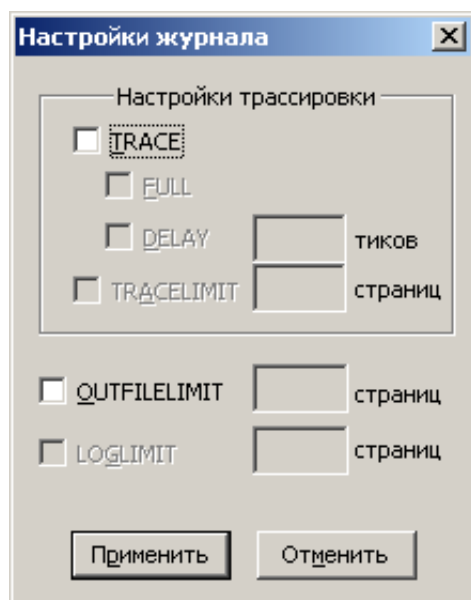 Настройки журнала
Настройки трассировки
TRACE
FULL
DELAY тиков
TRACELIMIT страниц
OUTFILELIMIT страниц
LOGLIMIT страниц
Применить Отменить